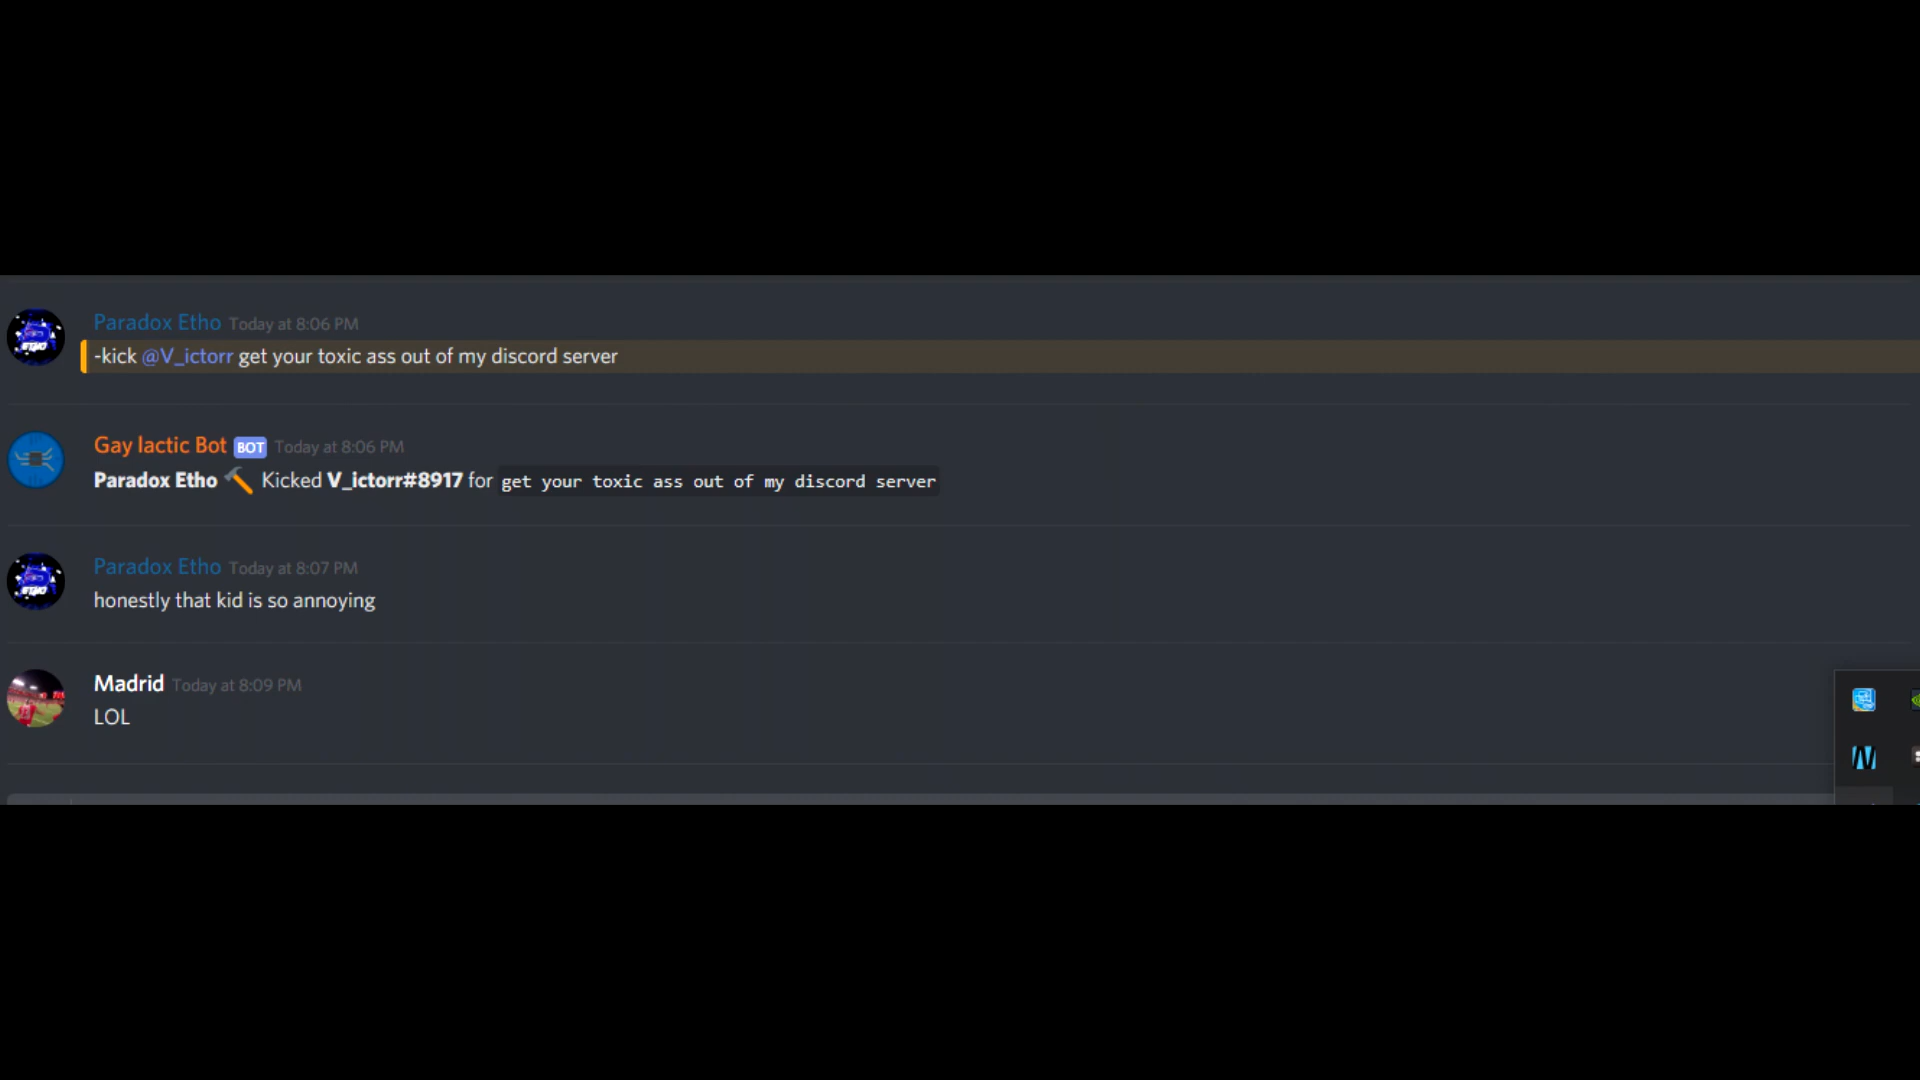 Paradox Etho Today at 8:06 PM
-kick @V_ictorr get your toxic ass out of my discord server
Gay lactic Bot BOT Today at 8:06 PM
Paradox Etho 🔨 Kicked V_ictorr#8917 for get your toxic ass out of my discord server
Paradox Etho Today at 8:07 PM
honestly that kid is so annoying
Madrid Today at 8:09 PM
LOL